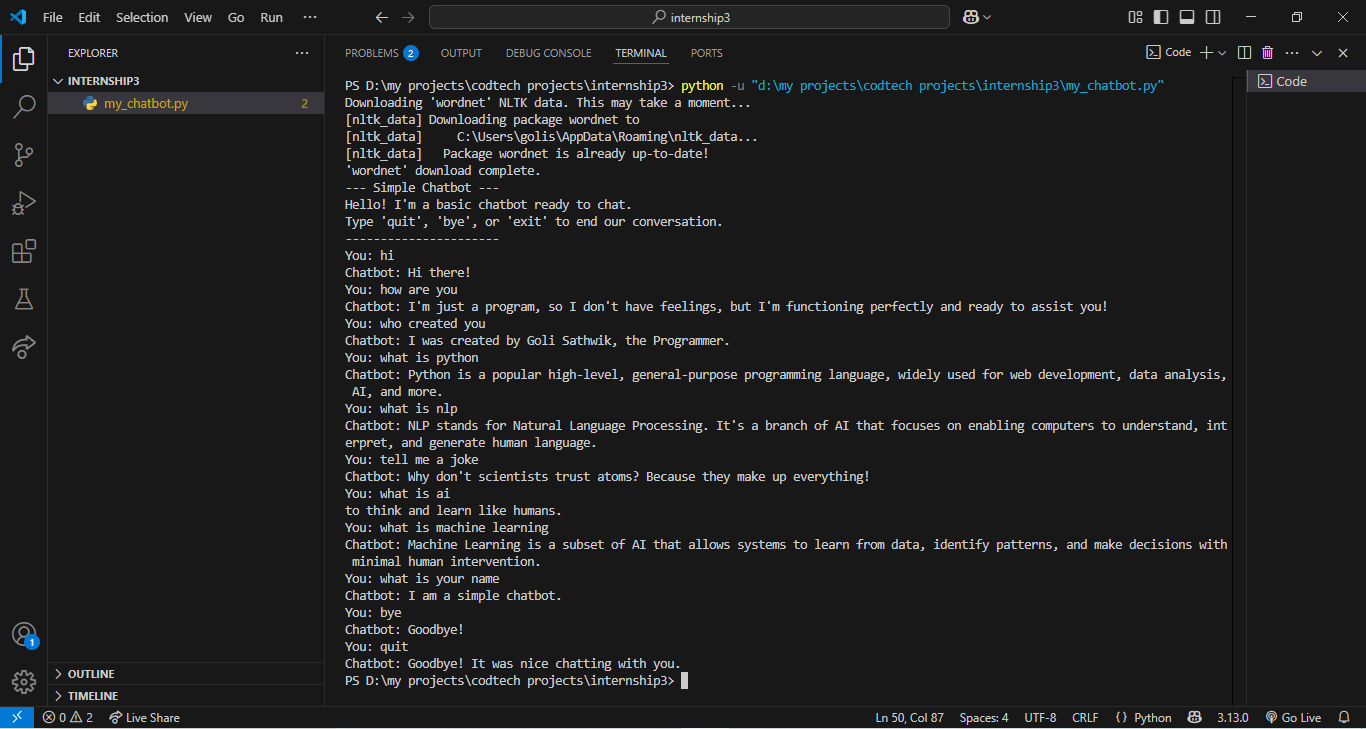 File Edit Selection View Go Run ··· internship3
EXPLORER ···
INTERNSHIP3
my_chatbot.py 2
OUTLINE
TIMELINE
PROBLEMS 2 OUTPUT DEBUG CONSOLE TERMINAL PORTS Code
Code
PS D:\my projects\codtech projects\internship3> python -u "d:\my projects\codtech projects\internship3\my_chatbot.py"
Downloading 'wordnet' NLTK data. This may take a moment...
[nltk_data] Downloading package wordnet to
[nltk_data]     C:\Users\golis\AppData\Roaming\nltk_data...
[nltk_data]   Package wordnet is already up-to-date!
'wordnet' download complete.
--- Simple Chatbot ---
Hello! I'm a basic chatbot ready to chat.
Type 'quit', 'bye', or 'exit' to end our conversation.
----------------------
You: hi
Chatbot: Hi there!
You: how are you
Chatbot: I'm just a program, so I don't have feelings, but I'm functioning perfectly and ready to assist you!
You: who created you
Chatbot: I was created by Goli Sathwik, the Programmer.
You: what is python
Chatbot: Python is a popular high-level, general-purpose programming language, widely used for web development, data analysis,
 AI, and more.
You: what is nlp
Chatbot: NLP stands for Natural Language Processing. It's a branch of AI that focuses on enabling computers to understand, int
erpret, and generate human language.
You: tell me a joke
Chatbot: Why don't scientists trust atoms? Because they make up everything!
You: what is ai
to think and learn like humans.
You: what is machine learning
Chatbot: Machine Learning is a subset of AI that allows systems to learn from data, identify patterns, and make decisions with
 minimal human intervention.
You: what is your name
Chatbot: I am a simple chatbot.
You: bye
Chatbot: Goodbye!
You: quit
Chatbot: Goodbye! It was nice chatting with you.
PS D:\my projects\codtech projects\internship3>
1
0 2 Live Share Ln 50, Col 87 Spaces: 4 UTF-8 CRLF {} Python 3.13.0 Go Live